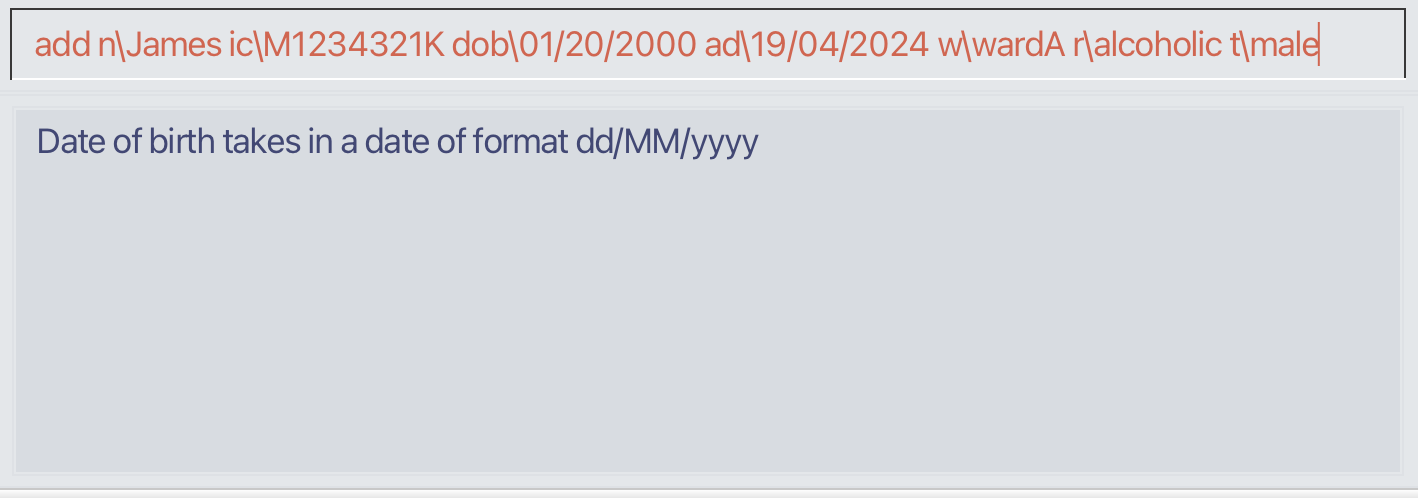 add n\James ic\M1234321K dob\01/20/2000 ad\19/04/2024 w\wardA r\alcoholic t\male
Date of birth takes in a date of format dd/MM/yyyy